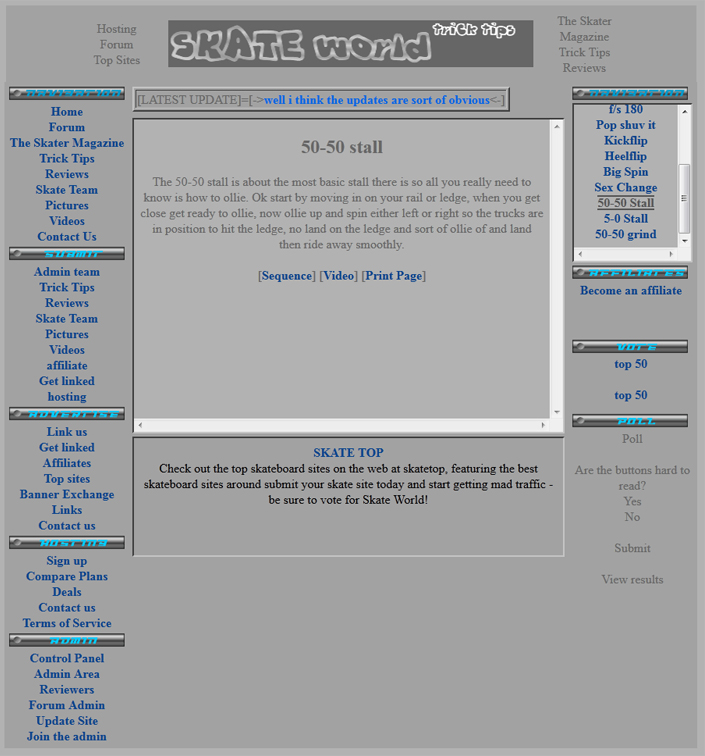 Hosting
Forum
Top Sites
SKATE world trick tips
The Skater
Magazine
Trick Tips
Reviews
NAVIGATION
Home
Forum
The Skater Magazine
Trick Tips
Reviews
Skate Team
Pictures
Videos
Contact Us
SUBMIT
Admin team
Trick Tips
Reviews
Skate Team
Pictures
Videos
affiliate
Get linked
hosting
ADVERTISE
Link us
Get linked
Affiliates
Top sites
Banner Exchange
Links
Contact us
HOSTING
Sign up
Compare Plans
Deals
Contact us
Terms of Service
ADMIN
Control Panel
Admin Area
Reviewers
Forum Admin
Update Site
Join the admin
[LATEST UPDATE]=[->well i think the updates are sort of obvious<-]
50-50 stall
The 50-50 stall is about the most basic stall there is so all you really need to
know is how to ollie. Ok start by moving in on your rail or ledge, when you get
close get ready to ollie, now ollie up and spin either left or right so the trucks are
in position to hit the ledge, no land on the ledge and sort of ollie of and land
then ride away smoothly.
[Sequence] [Video] [Print Page]
SKATE TOP
Check out the top skateboard sites on the web at skatetop, featuring the best
skateboard sites around submit your skate site today and start getting mad traffic -
be sure to vote for Skate World!
NAVIGATION
f/s 180
Pop shuv it
Kickflip
Heelflip
Big Spin
Sex Change
50-50 Stall
5-0 Stall
50-50 grind
AFFILIATES
Become an affiliate
VOTE
top 50
top 50
POLL
Poll
Are the buttons hard to
read?
Yes
No
Submit
View results